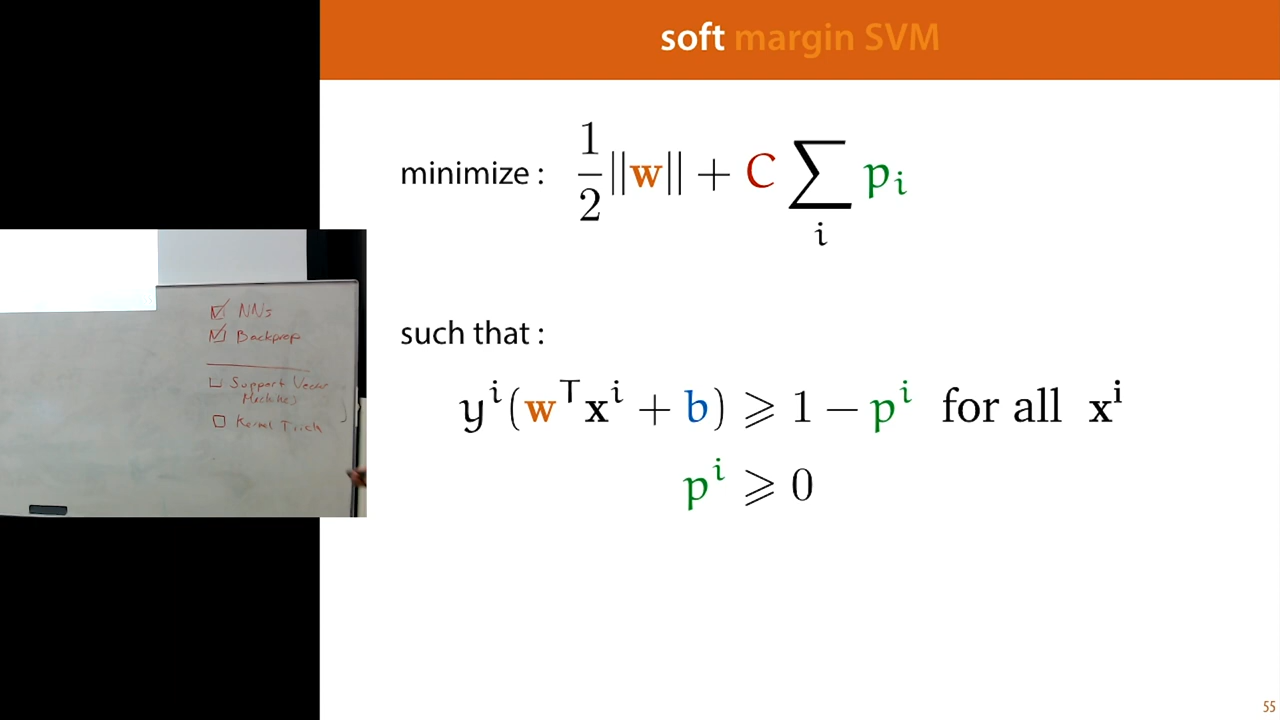 soft margin SVM
minimize : 1/2 ||w|| + C ∑_i p_i
such that :
y^i(w^T x^i + b) ⩾ 1 − p^i for all x^i
p^i ⩾ 0
NNs
Backprop
Support Vector
Machines
Kernel Trick
55